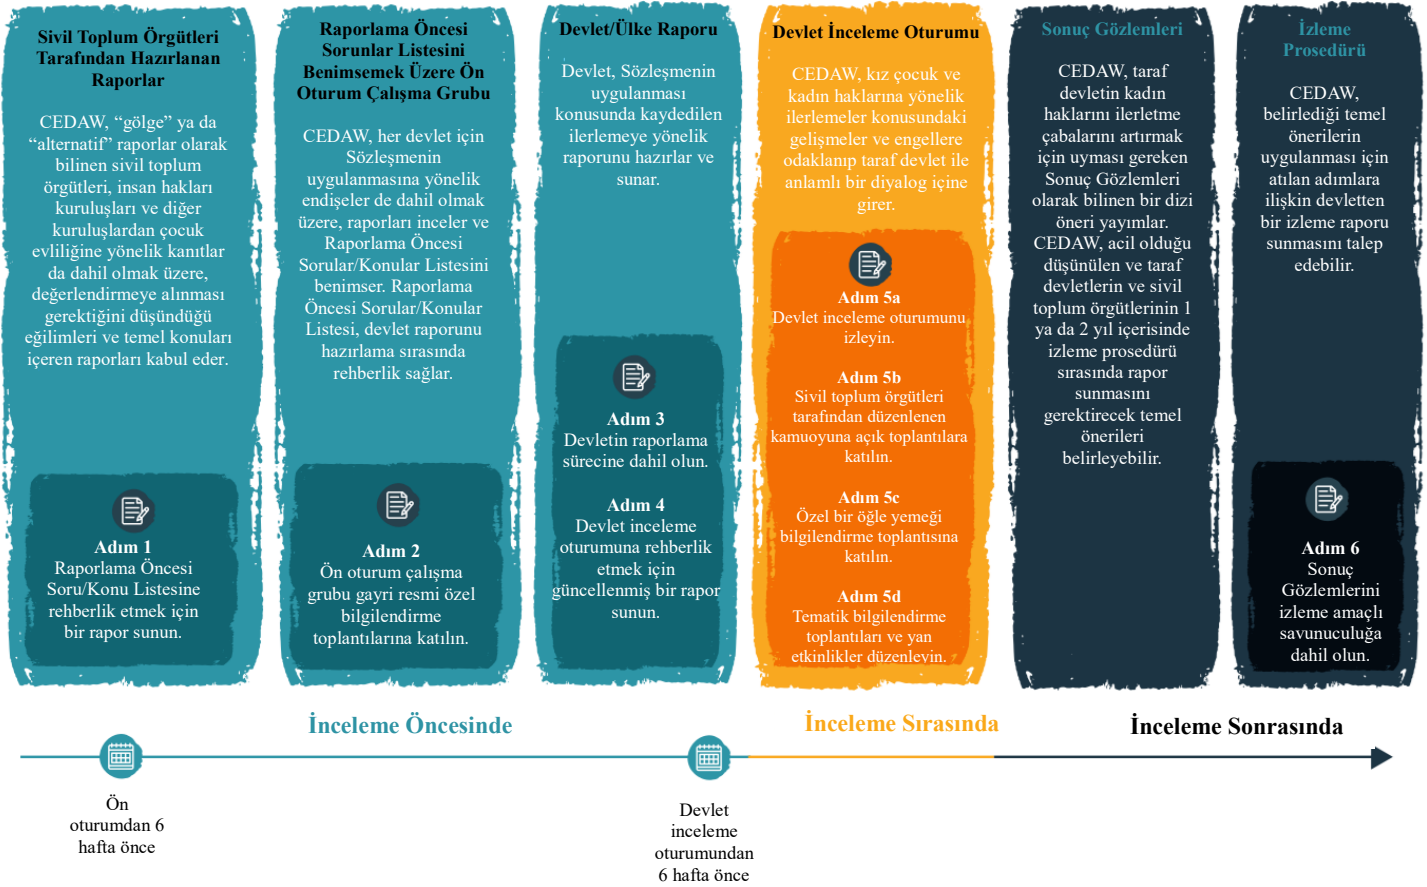 Sivil Toplum Örgütleri
Tarafından Hazırlanan
Raporlar
CEDAW, “gölge” ya da
“alternatif” raporlar olarak
bilinen sivil toplum
örgütleri, insan hakları
kuruluşları ve diğer
kuruluşlardan çocuk
evliliğine yönelik kanıtlar
da dahil olmak üzere,
değerlendirmeye alınması
gerektiğini düşündüğü
eğilimleri ve temel konuları
içeren raporları kabul eder.
Adım 1
Raporlama Öncesi
Soru/Konu Listesine
rehberlik etmek için
bir rapor sunun.
Raporlama Öncesi
Sorunlar Listesini
Benimsemek Üzere Ön
Oturum Çalışma Grubu
CEDAW, her devlet için
Sözleşmenin
uygulanmasına yönelik
endişeler de dahil olmak
üzere, raporları inceler ve
Raporlama Öncesi
Sorular/Konular Listesini
benimser. Raporlama
Öncesi Sorular/Konular
Listesi, devlet raporunu
hazırlama sırasında
rehberlik sağlar.
Adım 2
Ön oturum çalışma
grubu gayri resmi özel
bilgilendirme
toplantılarına katılın.
Devlet/Ülke Raporu
Devlet, Sözleşmenin
uygulanması
konusunda kaydedilen
ilerlemeye yönelik
raporunu hazırlar ve
sunar.
Adım 3
Devletin raporlama
sürecine dahil olun.
Adım 4
Devlet inceleme
oturumuna rehberlik
etmek için
güncellenmiş bir rapor
sunun.
Devlet İnceleme Oturumu
CEDAW, kız çocuk ve
kadın haklarına yönelik
ilerlemeler konusundaki
gelişmeler ve engellere
odaklanıp taraf devlet ile
anlamlı bir diyalog içine
girer.
Adım 5a
Devlet inceleme oturumunu
izleyin.
Adım 5b
Sivil toplum örgütleri
tarafından düzenlenen
kamuoyuna açık toplantılara
katılın.
Adım 5c
Özel bir öğle yemeği
bilgilendirme toplantısına
katılın.
Adım 5d
Tematik bilgilendirme
toplantıları ve yan
etkinlikler düzenleyin.
Sonuç Gözlemleri
CEDAW, taraf
devletin kadın
haklarını ilerletme
çabalarını artırmak
için uyması gereken
Sonuç Gözlemleri
olarak bilinen bir dizi
öneri yayımlar.
CEDAW, acil olduğu
düşünülen ve taraf
devletlerin ve sivil
toplum örgütlerinin 1
ya da 2 yıl içerisinde
izleme prosedürü
sırasında rapor
sunmasını
gerektirecek temel
önerileri
belirleyebilir.
İzleme
Prosedürü
CEDAW,
belirlediği temel
önerilerin
uygulanması için
atılan adımlara
ilişkin devletten
bir izleme raporu
sunmasını talep
edebilir.
Adım 6
Sonuç
Gözlemlerini
izleme amaçlı
savunuculuğa
dahil olun.
İnceleme Öncesinde
İnceleme Sırasında
İnceleme Sonrasında
Ön
oturumdan 6
hafta önce
Devlet
inceleme
oturumundan
6 hafta önce